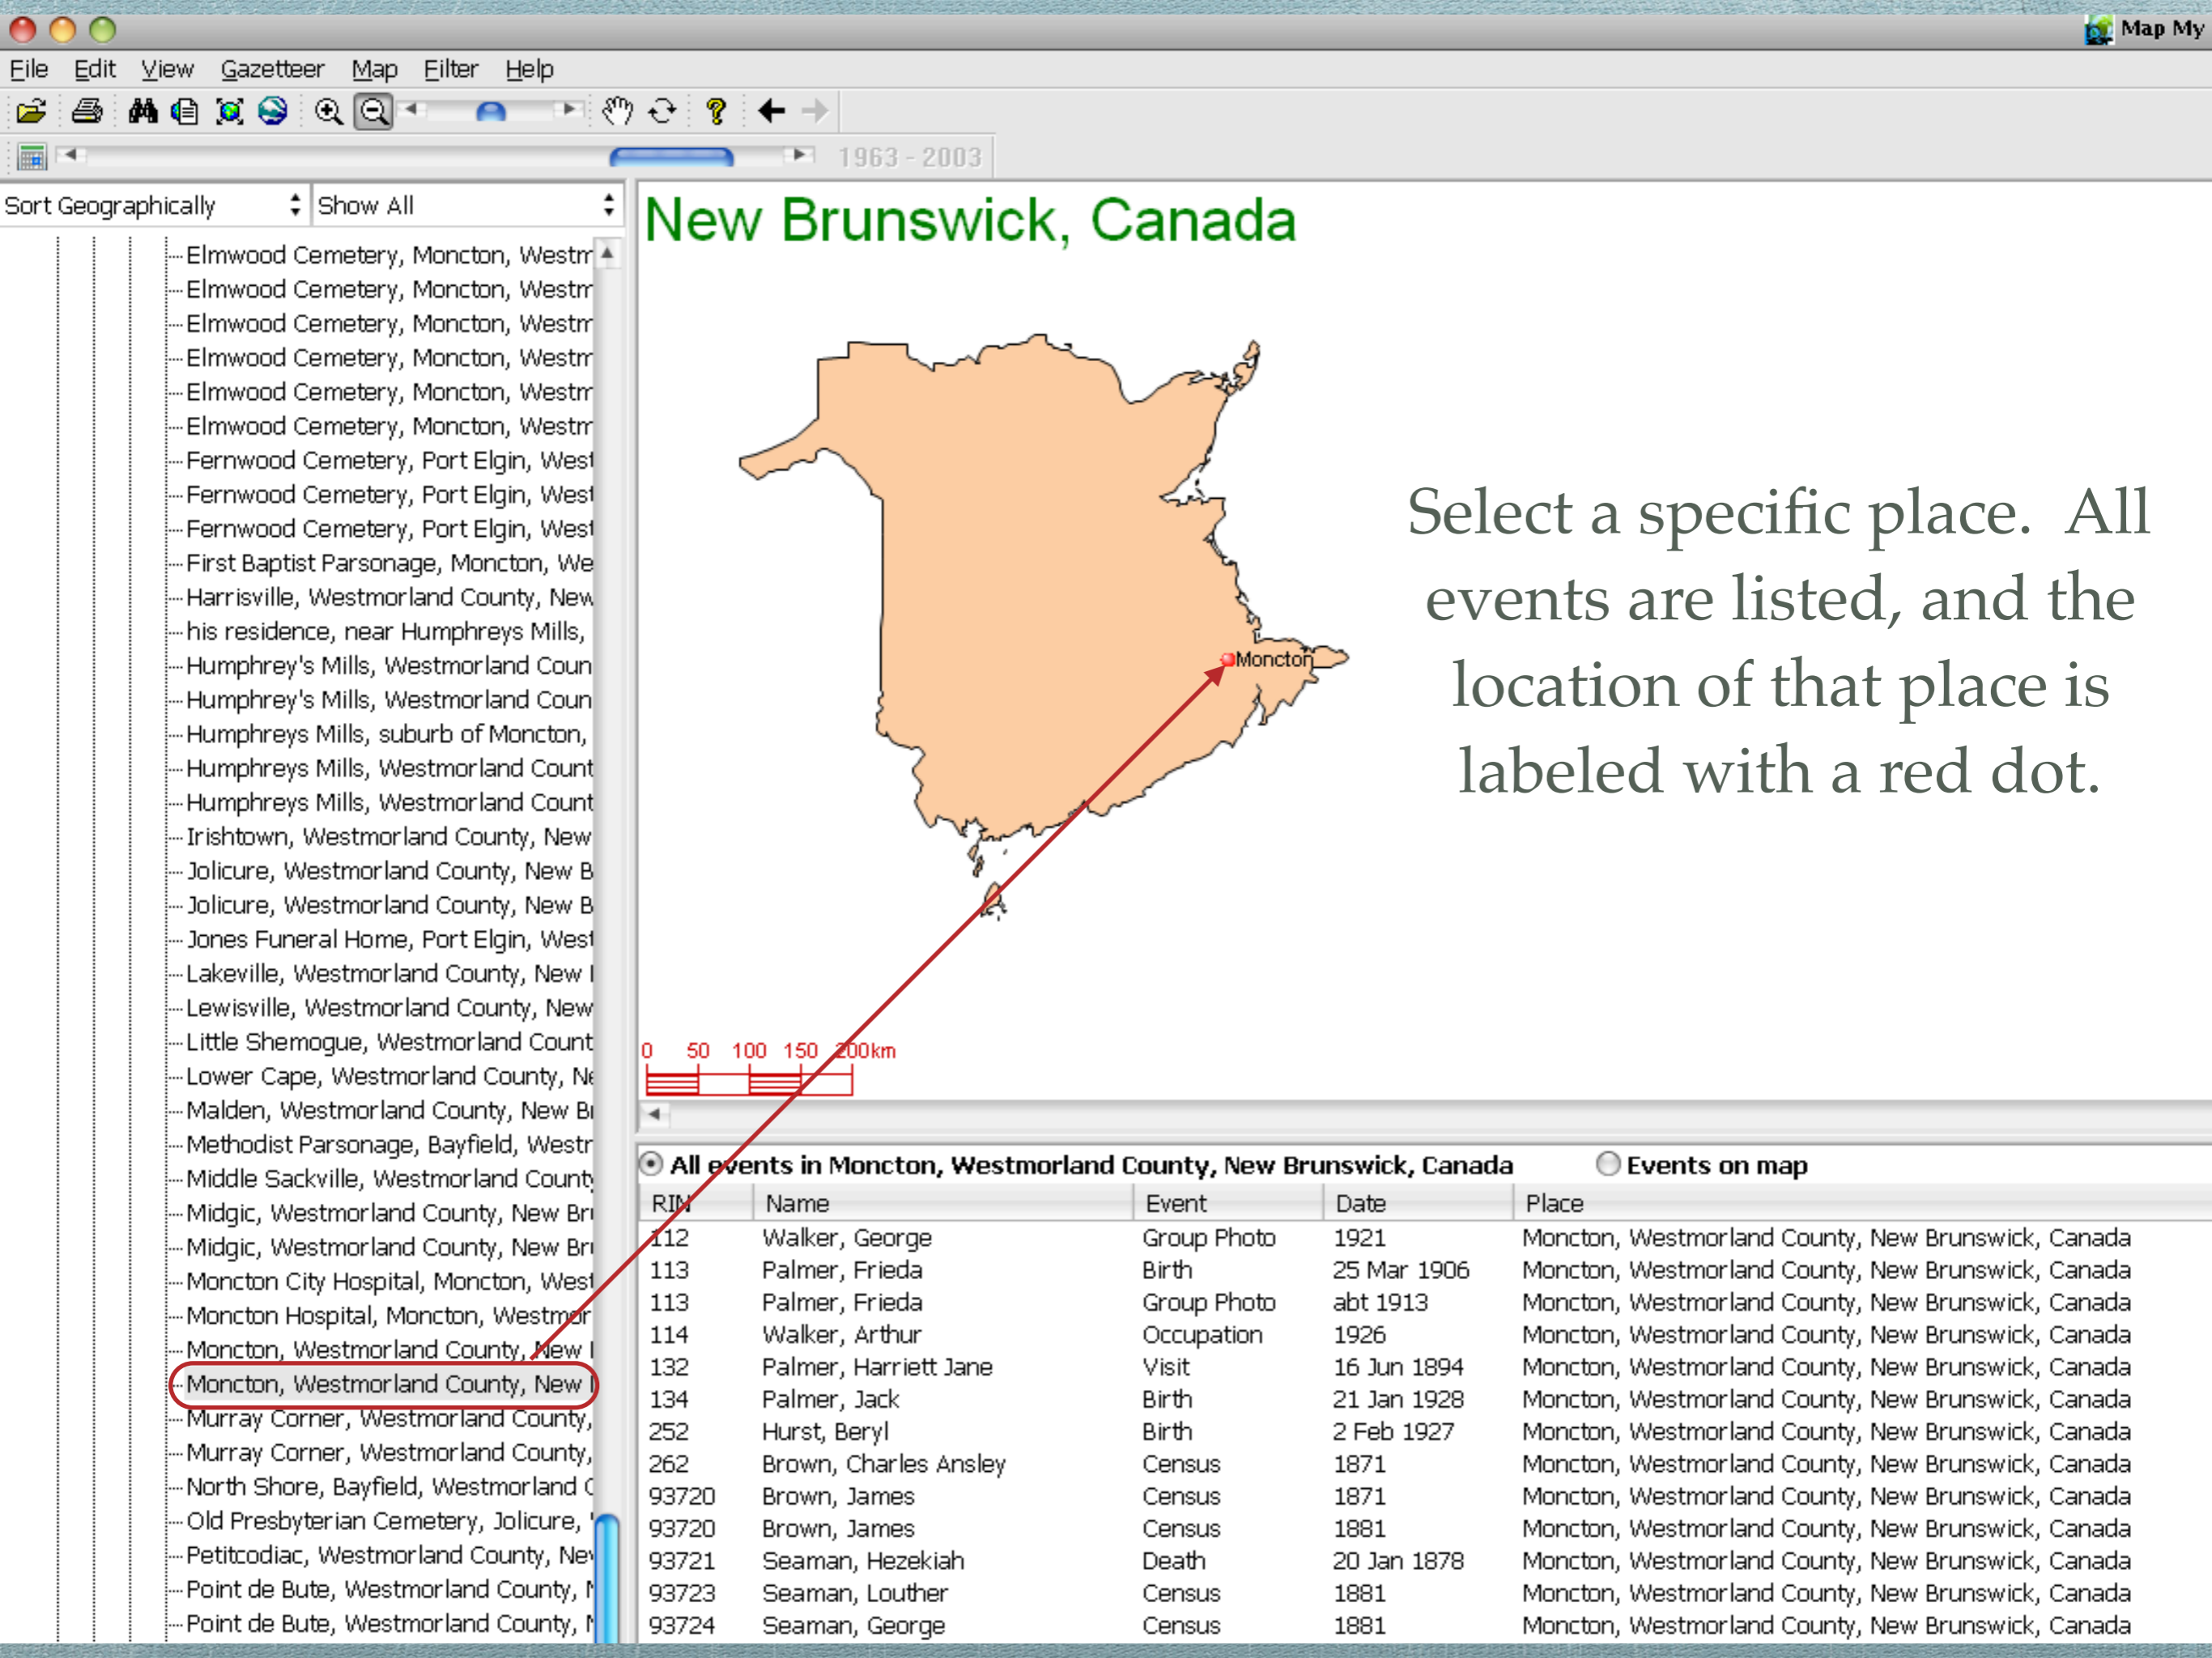 Map My
File Edit View Gazetteer Map Filter Help
1963 - 2003
Sort Geographically Show All
Elmwood Cemetery, Moncton, Westm
Elmwood Cemetery, Moncton, Westm
Elmwood Cemetery, Moncton, Westm
Elmwood Cemetery, Moncton, Westm
Elmwood Cemetery, Moncton, Westm
Elmwood Cemetery, Moncton, Westm
Fernwood Cemetery, Port Elgin, West
Fernwood Cemetery, Port Elgin, West
Fernwood Cemetery, Port Elgin, West
First Baptist Parsonage, Moncton, We
Harrisville, Westmorland County, New
his residence, near Humphreys Mills,
Humphrey's Mills, Westmorland Coun
Humphrey's Mills, Westmorland Coun
Humphreys Mills, suburb of Moncton,
Humphreys Mills, Westmorland Count
Humphreys Mills, Westmorland Count
Irishtown, Westmorland County, New
Jolicure, Westmorland County, New B
Jolicure, Westmorland County, New B
Jones Funeral Home, Port Elgin, West
Lakeville, Westmorland County, New
Lewisville, Westmorland County, New
Little Shemogue, Westmorland Count
Lower Cape, Westmorland County, Ne
Malden, Westmorland County, New Br
Methodist Parsonage, Bayfield, Westr
Middle Sackville, Westmorland County
Midgic, Westmorland County, New Bru
Midgic, Westmorland County, New Bru
Moncton City Hospital, Moncton, West
Moncton Hospital, Moncton, Westmor
Moncton, Westmorland County, New
Moncton, Westmorland County, New
Murray Corner, Westmorland County,
Murray Corner, Westmorland County,
North Shore, Bayfield, Westmorland C
Old Presbyterian Cemetery, Jolicure,
Petitcodiac, Westmorland County, Nev
Point de Bute, Westmorland County,
Point de Bute, Westmorland County,
New Brunswick, Canada
Moncton
Select a specific place. All
events are listed, and the
location of that place is
labeled with a red dot.
0 50 100 150 200km
All events in Moncton, Westmorland County, New Brunswick, Canada Events on map
RIN Name Event Date Place
112 Walker, George Group Photo 1921 Moncton, Westmorland County, New Brunswick, Canada
113 Palmer, Frieda Birth 25 Mar 1906 Moncton, Westmorland County, New Brunswick, Canada
113 Palmer, Frieda Group Photo abt 1913 Moncton, Westmorland County, New Brunswick, Canada
114 Walker, Arthur Occupation 1926 Moncton, Westmorland County, New Brunswick, Canada
132 Palmer, Harriett Jane Visit 16 Jun 1894 Moncton, Westmorland County, New Brunswick, Canada
134 Palmer, Jack Birth 21 Jan 1928 Moncton, Westmorland County, New Brunswick, Canada
252 Hurst, Beryl Birth 2 Feb 1927 Moncton, Westmorland County, New Brunswick, Canada
262 Brown, Charles Ansley Census 1871 Moncton, Westmorland County, New Brunswick, Canada
93720 Brown, James Census 1871 Moncton, Westmorland County, New Brunswick, Canada
93720 Brown, James Census 1881 Moncton, Westmorland County, New Brunswick, Canada
93721 Seaman, Hezekiah Death 20 Jan 1878 Moncton, Westmorland County, New Brunswick, Canada
93723 Seaman, Louther Census 1881 Moncton, Westmorland County, New Brunswick, Canada
93724 Seaman, George Census 1881 Moncton, Westmorland County, New Brunswick, Canada